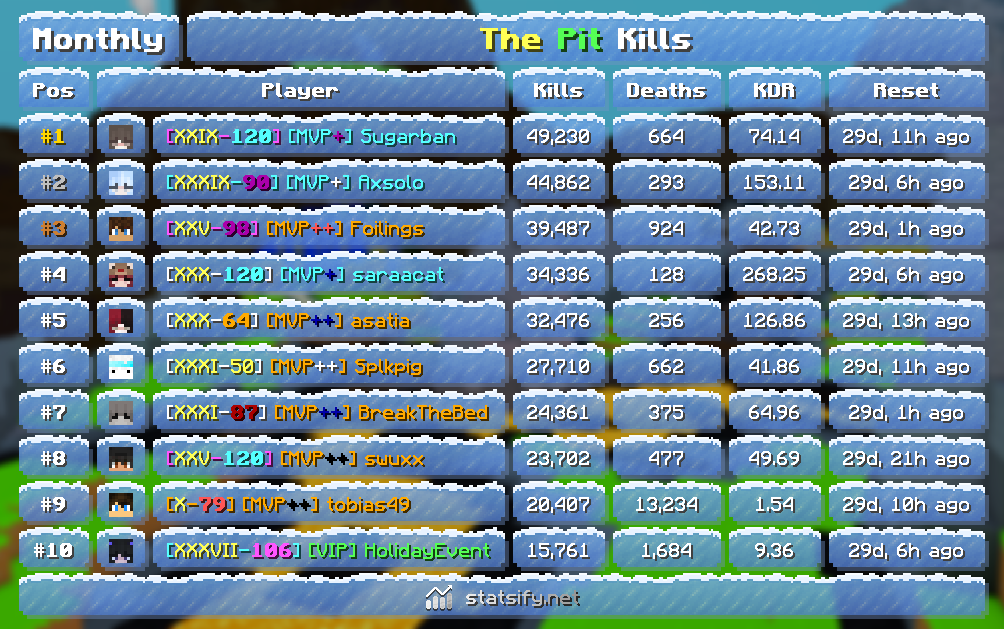 Monthly The Pit Kills
Pos Player Kills Deaths KDR Reset
#1 [XXIX-120] [MVP+] Sugarban 49,230 664 74.14 29d, 11h ago
#2 [XXXIX-90] [MVP+] Axsolo 44,862 293 153.11 29d, 6h ago
#3 [XXV-98] [MVP++] Foilings 39,487 924 42.73 29d, 1h ago
#4 [XXX-120] [MVP+] saraacat 34,336 128 268.25 29d, 6h ago
#5 [XXX-64] [MVP++] asatia 32,476 256 126.86 29d, 13h ago
#6 [XXXI-50] [MVP++] Splkpig 27,710 662 41.86 29d, 11h ago
#7 [XXXI-87] [MVP++] BreakTheBed 24,361 375 64.96 29d, 1h ago
#8 [XXV-120] [MVP++] swuxx 23,702 477 49.69 29d, 21h ago
#9 [X-79] [MVP++] tobias49 20,407 13,234 1.54 29d, 10h ago
#10 [XXXVII-106] [VIP] HolidayEvent 15,761 1,684 9.36 29d, 6h ago
statsify.net